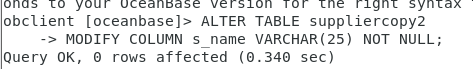 onds to your OceanBase version for the right syntax
obclient [oceanbase]> ALTER TABLE suppliercopy2
    -> MODIFY COLUMN s_name VARCHAR(25) NOT NULL;
Query OK, 0 rows affected (0.340 sec)